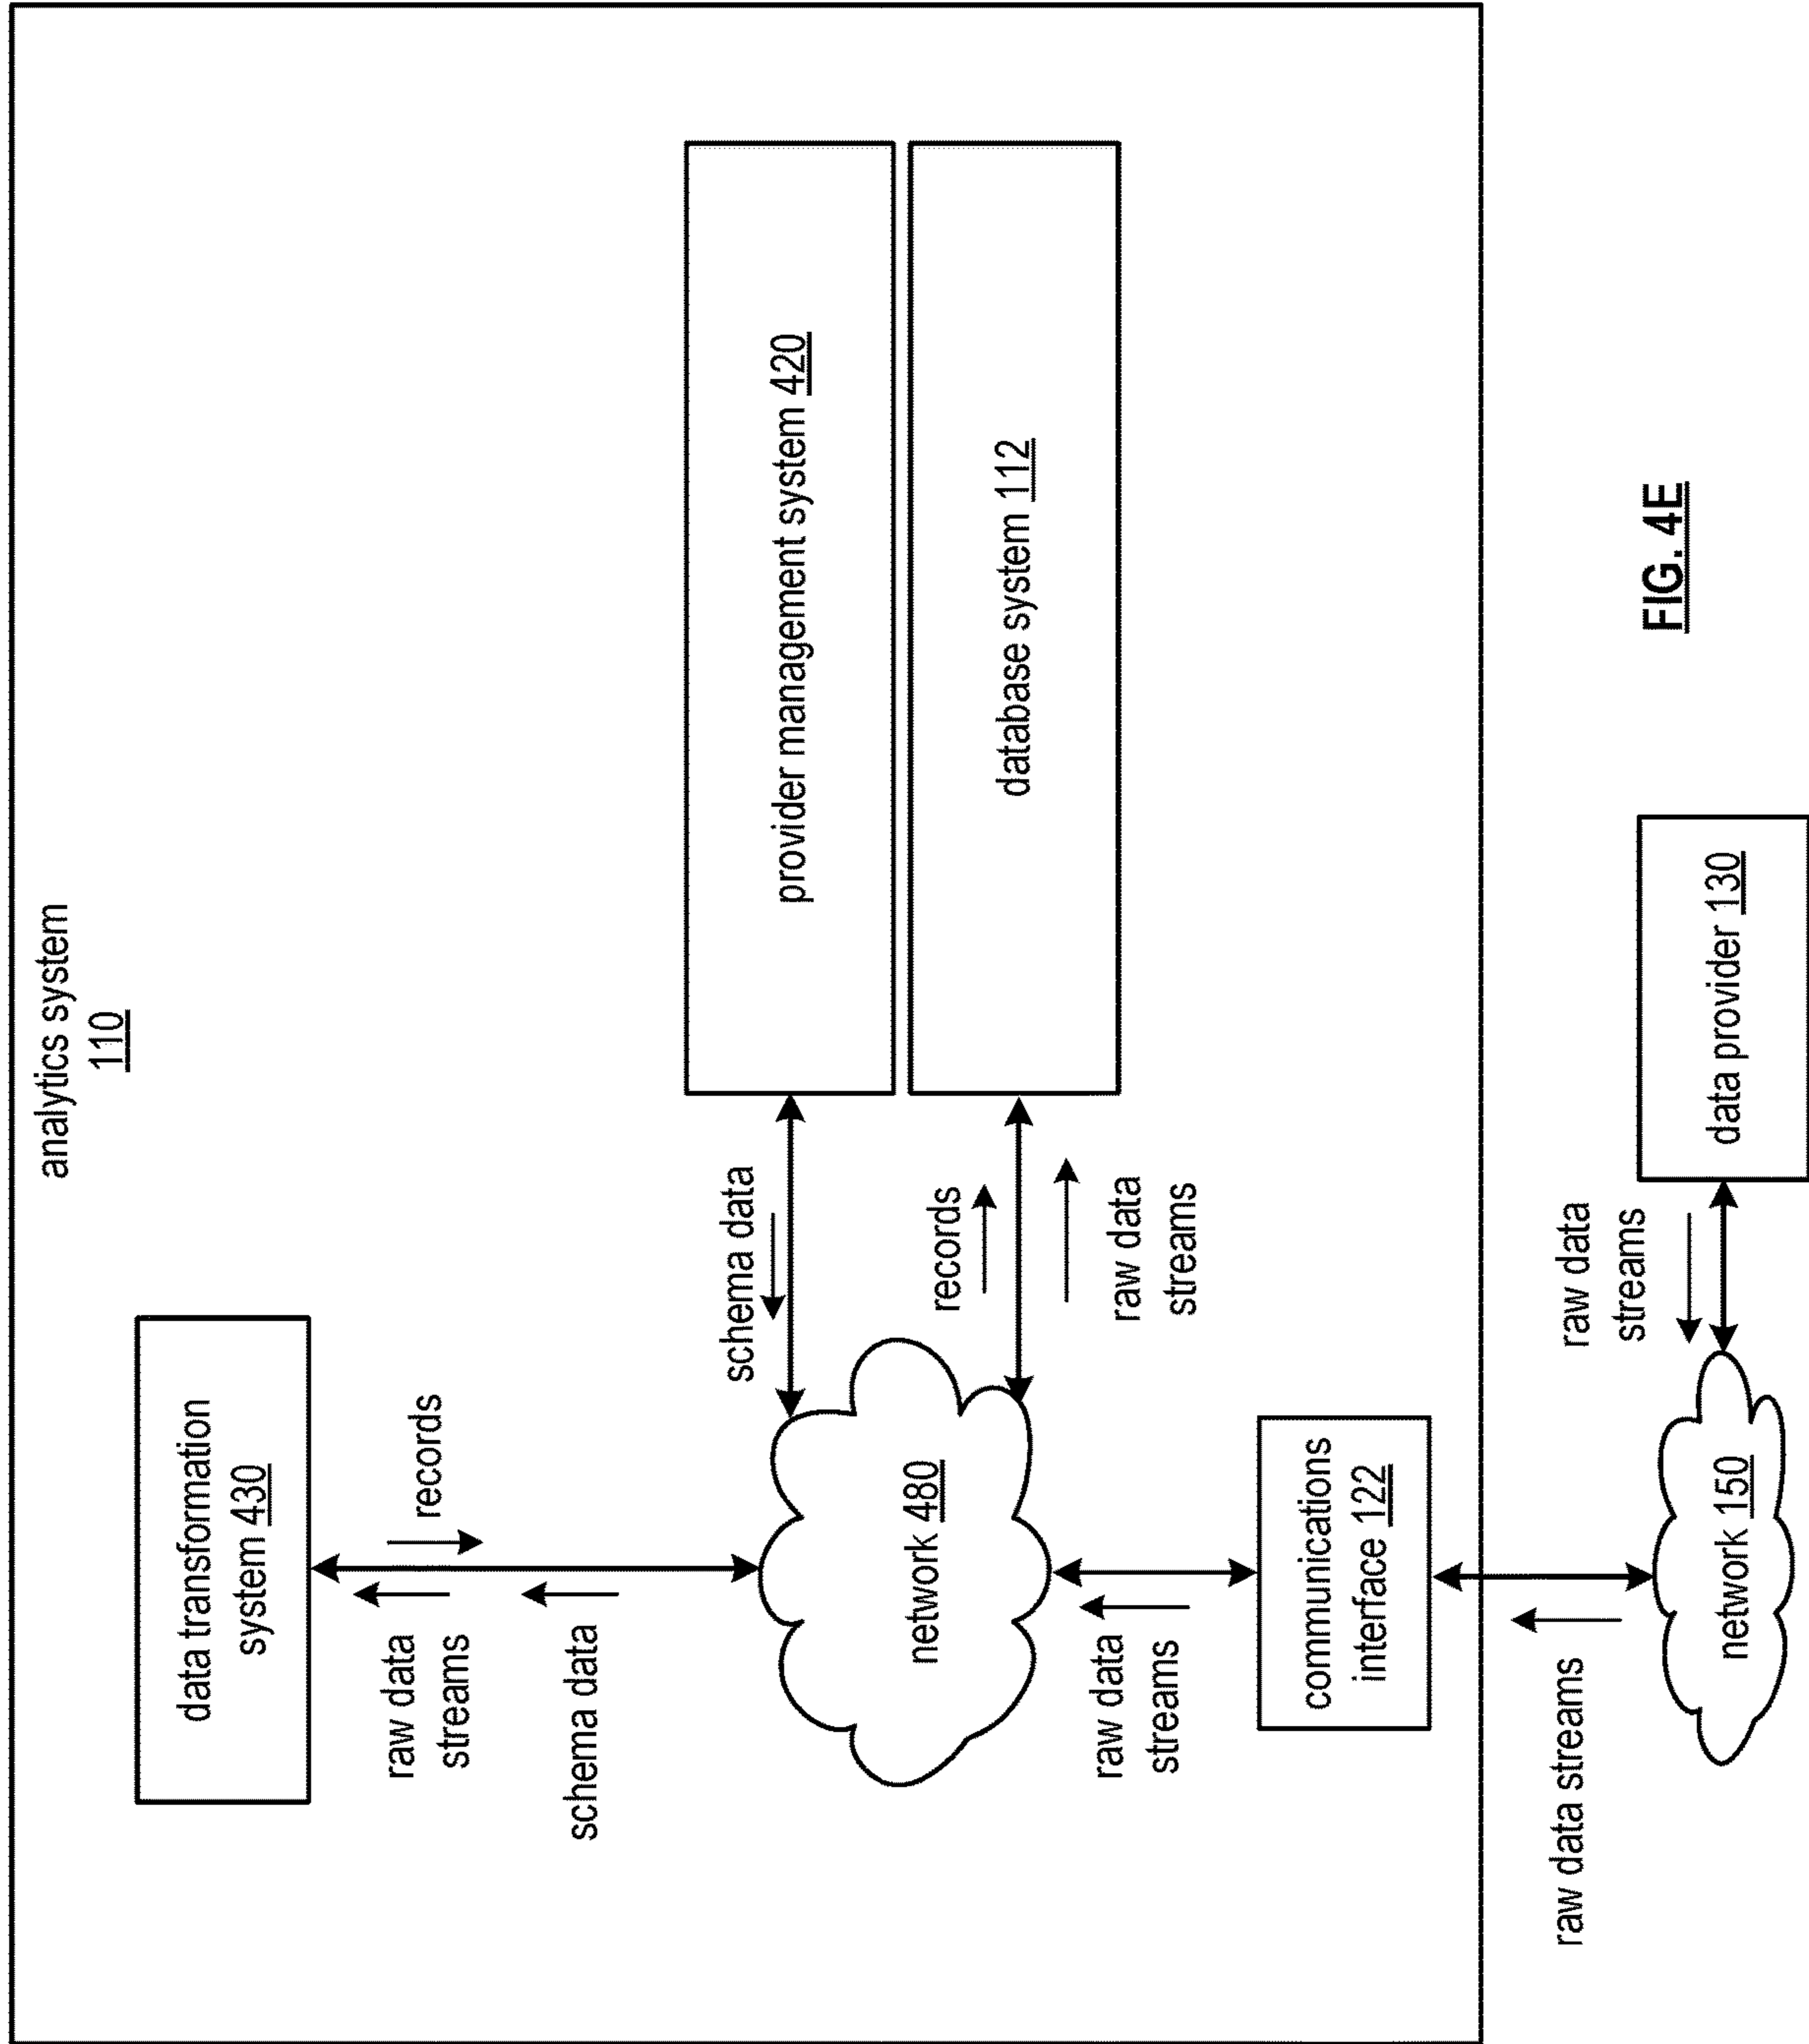 analytics system
110
data transformation
system 430
records
raw data
streams
schema data
schema data
provider management system 420
network 480
records
database system 112
raw data
streams
raw data
streams
communications
interface 122
raw data streams
raw data
streams
network 150
data provider 130
FIG. 4E